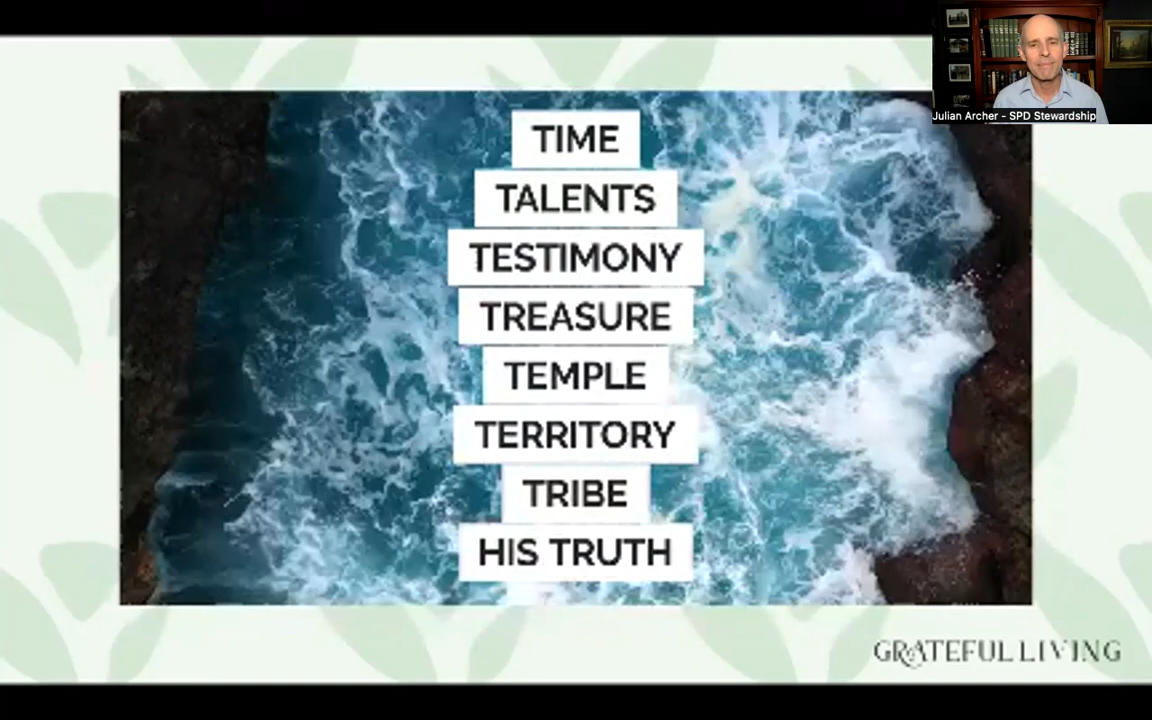 Julian Archer - SPD Stewardship
TIME
TALENTS
TESTIMONY
TREASURE
TEMPLE
TERRITORY
TRIBE
HIS TRUTH
GRATEFUL LIVING